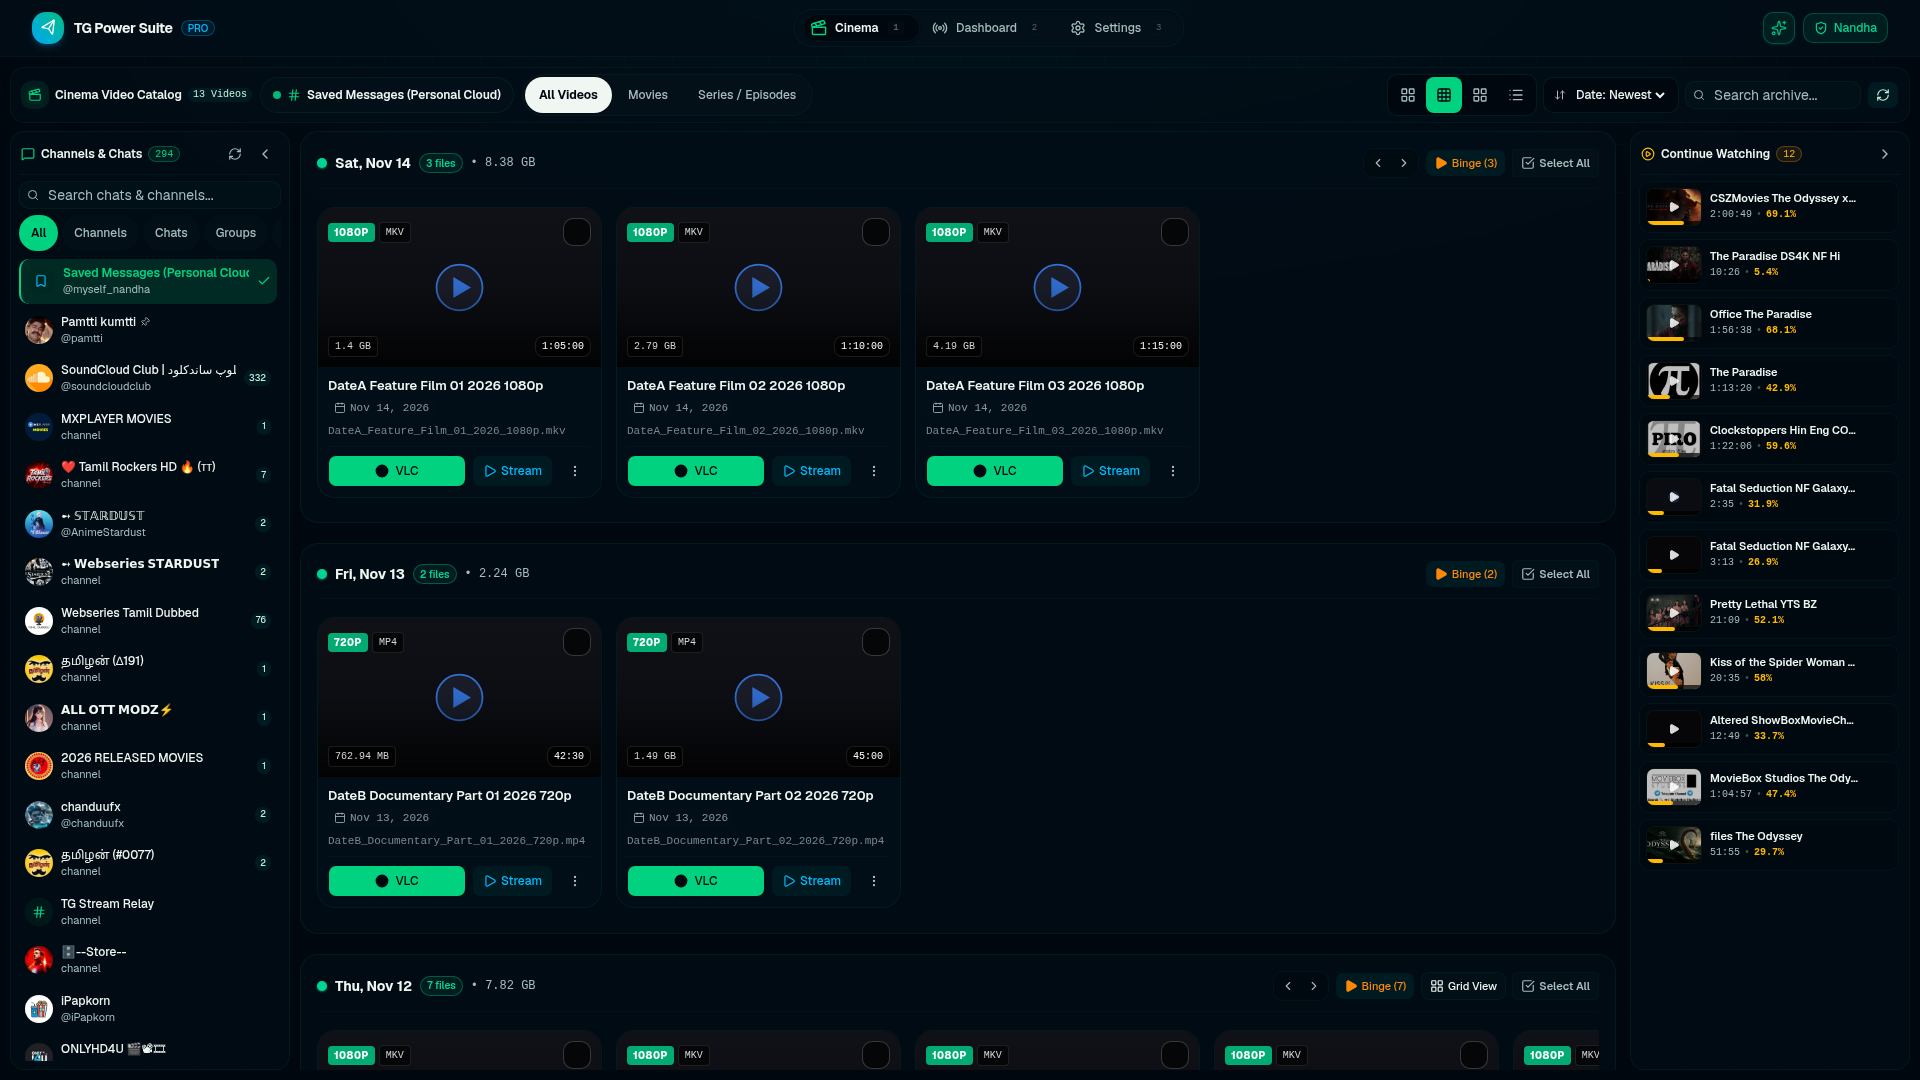 TG Power Suite PRO
Cinema 1
Dashboard 2
Settings 3
Nandha
Cinema Video Catalog 13 Videos
# Saved Messages (Personal Cloud)
All Videos
Movies
Series / Episodes
Date: Newest
Search archive...
Channels & Chats 294
Search chats & channels...
All
Channels
Chats
Groups
Saved Messages (Personal Cloud
@myself_nandha
Pamtti kumtti
@pamtti
SoundCloud Club | لوپ ساندکلود
@soundcloudclub
332
MXPLAYER MOVIES
channel
1
❤️ Tamil Rockers HD 🔥 (тт)
channel
7
➻ 𝕊𝕋𝔸ℝ𝔻𝕌𝕊𝕋
@AnimeStardust
2
➻ 𝗪𝗲𝗯𝘀𝗲𝗿𝗶𝗲𝘀 𝗦𝗧𝗔𝗥𝗗𝗨𝗦𝗧
channel
2
Webseries Tamil Dubbed
channel
76
தமிழன் (Δ191)
channel
1
𝗔𝗟𝗟 𝗢𝗧𝗧 𝗠𝗢𝗗𝗭⚡
channel
1
2026 RELEASED MOVIES
channel
1
chanduufx
@chanduufx
2
தமிழன் (#0077)
channel
2
TG Stream Relay
channel
🗄️--Store--
channel
iPapkorn
@iPapkorn
ONLYHD4U 🎬📽🎞
Sat, Nov 14 3 files • 8.38 GB
Binge (3)
Select All
1080P MKV
1.4 GB 1:05:00
DateA Feature Film 01 2026 1080p
Nov 14, 2026
DateA_Feature_Film_01_2026_1080p.mkv
VLC Stream
1080P MKV
2.79 GB 1:10:00
DateA Feature Film 02 2026 1080p
Nov 14, 2026
DateA_Feature_Film_02_2026_1080p.mkv
VLC Stream
1080P MKV
4.19 GB 1:15:00
DateA Feature Film 03 2026 1080p
Nov 14, 2026
DateA_Feature_Film_03_2026_1080p.mkv
VLC Stream
Fri, Nov 13 2 files • 2.24 GB
Binge (2)
Select All
720P MP4
762.94 MB 42:30
DateB Documentary Part 01 2026 720p
Nov 13, 2026
DateB_Documentary_Part_01_2026_720p.mp4
VLC Stream
720P MP4
1.49 GB 45:00
DateB Documentary Part 02 2026 720p
Nov 13, 2026
DateB_Documentary_Part_02_2026_720p.mp4
VLC Stream
Thu, Nov 12 7 files • 7.82 GB
Binge (7)
Grid View
Select All
1080P MKV
1080P MKV
1080P MKV
1080P MKV
1080P MKV
Continue Watching 12
CSZMovies The Odyssey x...
2:00:49 • 69.1%
The Paradise DS4K NF Hi
10:26 • 5.4%
Office The Paradise
1:56:38 • 68.1%
The Paradise
1:13:20 • 42.9%
Clockstoppers Hin Eng CO...
1:22:06 • 59.6%
Fatal Seduction NF Galaxy...
2:35 • 31.9%
Fatal Seduction NF Galaxy...
3:13 • 26.9%
Pretty Lethal YTS BZ
21:09 • 52.1%
Kiss of the Spider Woman ...
20:35 • 58%
Altered ShowBoxMovieCh...
12:49 • 33.7%
MovieBox Studios The Ody...
1:04:57 • 47.4%
files The Odyssey
51:55 • 29.7%